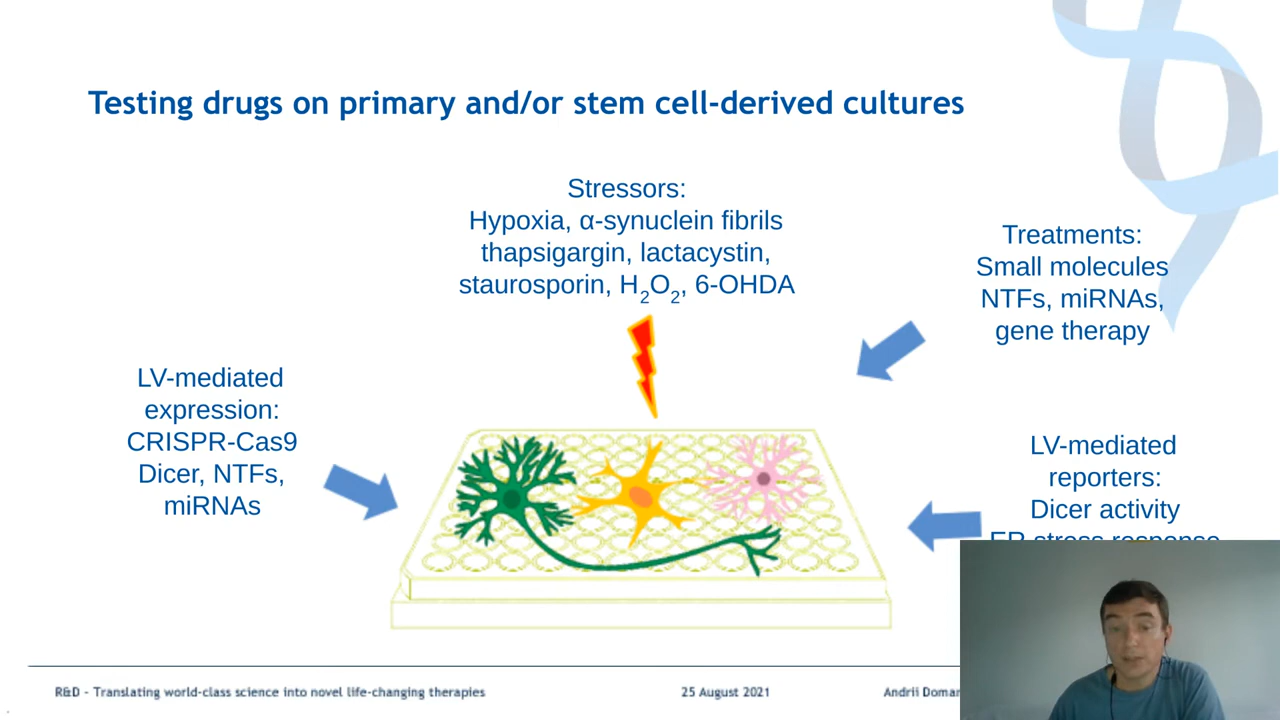 Testing drugs on primary and/or stem cell-derived cultures
Stressors:
Hypoxia, α-synuclein fibrils
thapsigargin, lactacystin,
staurosporin, H₂O₂, 6-OHDA
Treatments:
Small molecules
NTFs, miRNAs,
gene therapy
LV-mediated
expression:
CRISPR-Cas9
Dicer, NTFs,
miRNAs
LV-mediated
reporters:
Dicer activity
ER stress response
R&D - Translating world-class science into novel life-changing therapies
25 August 2021
Andrii